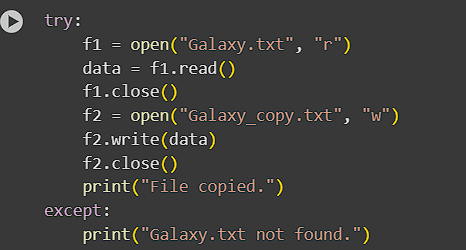 try:
    f1 = open("Galaxy.txt", "r")
    data = f1.read()
    f1.close()
    f2 = open("Galaxy_copy.txt", "w")
    f2.write(data)
    f2.close()
    print("File copied.")
except:
    print("Galaxy.txt not found.")